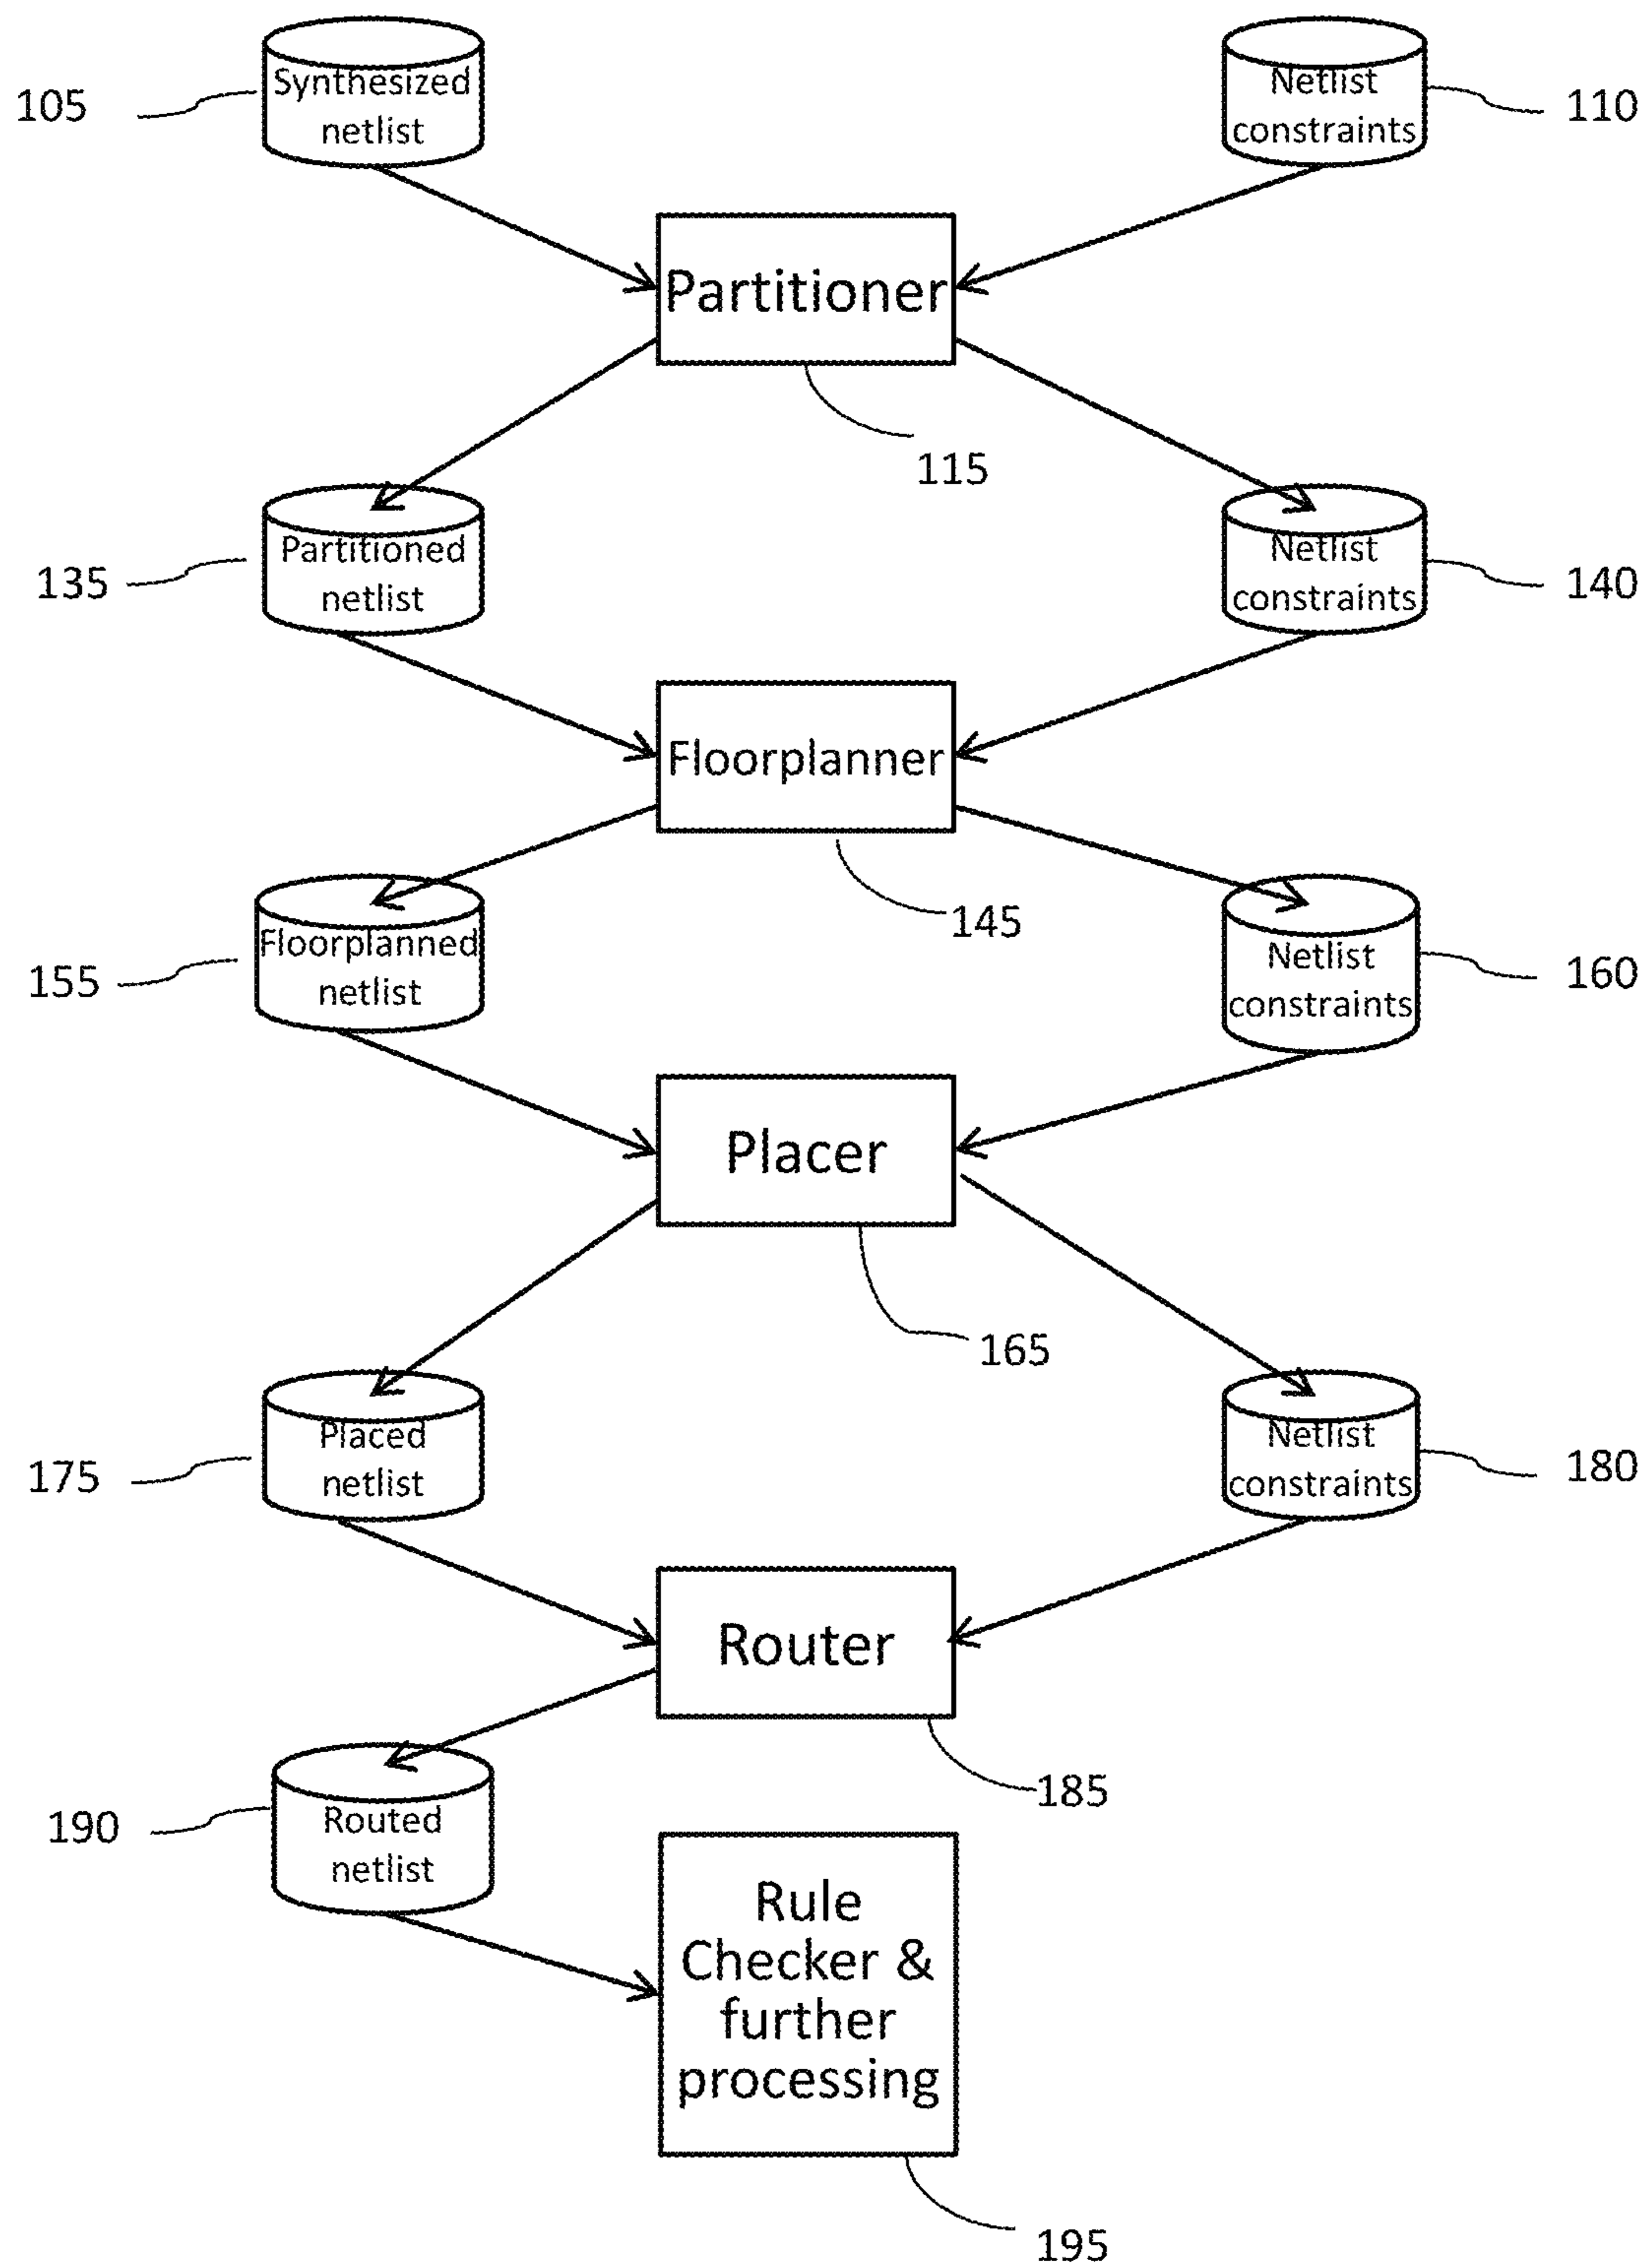 Synthesized
netlist
105
Netlist
constraints
110
Partitioner
115
Partitioned
netlist
135
Netlist
constraints
140
Floorplanner
145
Floorplanned
netlist
155
Netlist
constraints
160
Placer
165
Placed
netlist
175
Netlist
constraints
180
Router
185
Routed
netlist
190
Rule
Checker &
further
processing
195